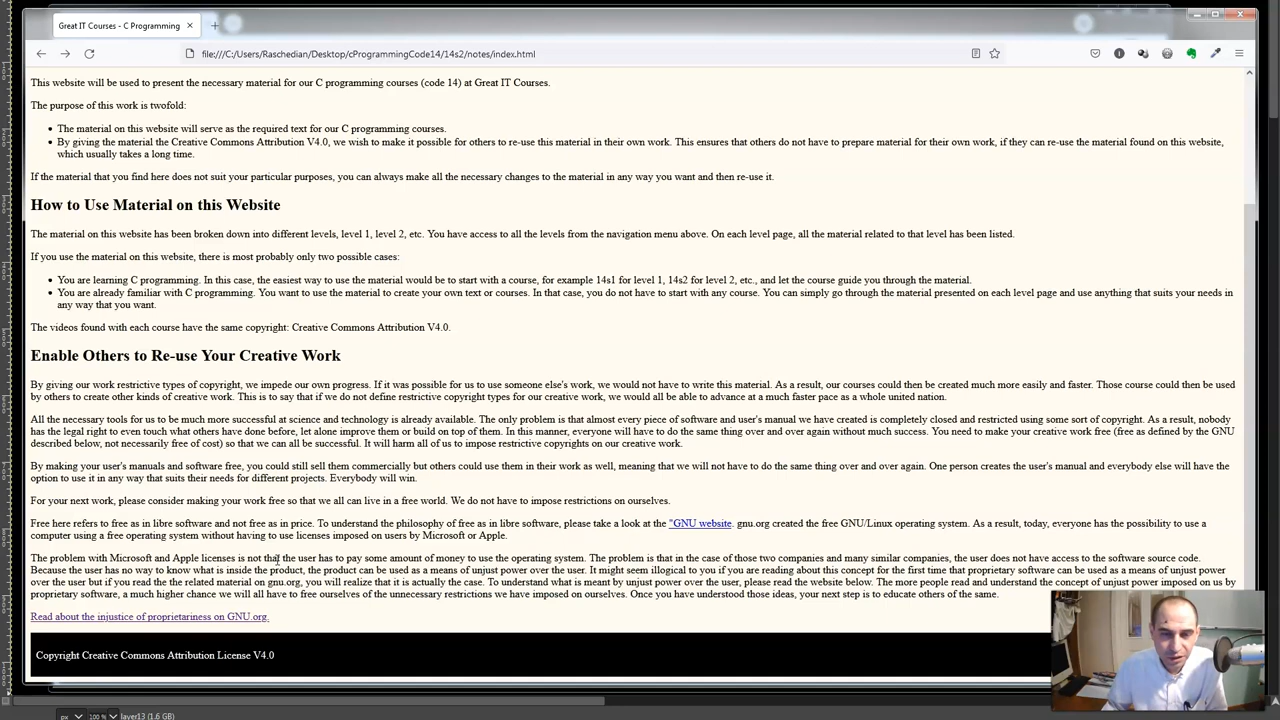 Great IT Courses - C Programming
file:///C:/Users/Raschedian/Desktop/cProgrammingCode14/14s2/notes/index.html
This website will be used to present the necessary material for our C programming courses (code 14) at Great IT Courses.
The purpose of this work is twofold:
The material on this website will serve as the required text for our C programming courses.
By giving the material the Creative Commons Attribution V4.0, we wish to make it possible for others to re-use this material in their own work. This ensures that others do not have to prepare material for their own work, if they can re-use the material found on this website,
which usually takes a long time.
If the material that you find here does not suit your particular purposes, you can always make all the necessary changes to the material in any way you want and then re-use it.
How to Use Material on this Website
The material on this website has been broken down into different levels, level 1, level 2, etc. You have access to all the levels from the navigation menu above. On each level page, all the material related to that level has been listed.
If you use the material on this website, there is most probably only two possible cases:
You are learning C programming. In this case, the easiest way to use the material would be to start with a course, for example 14s1 for level 1, 14s2 for level 2, etc., and let the course guide you through the material.
You are already familiar with C programming. You want to use the material to create your own text or courses. In that case, you do not have to start with any course. You can simply go through the material presented on each level page and use anything that suits your needs in
any way that you want.
The videos found with each course have the same copyright: Creative Commons Attribution V4.0.
Enable Others to Re-use Your Creative Work
By giving our work restrictive types of copyright, we impede our own progress. If it was possible for us to use someone else's work, we would not have to write this material. As a result, our courses could then be created much more easily and faster. Those course could then be used
by others to create other kinds of creative work. This is to say that if we do not define restrictive copyright types for our creative work, we would all be able to advance at a much faster pace as a whole united nation.
All the necessary tools for us to be much more successful at science and technology is already available. The only problem is that almost every piece of software and user's manual we have created is completely closed and restricted using some sort of copyright. As a result, nobody
has the legal right to even touch what others have done before, let alone improve them or build on top of them. In this manner, everyone will have to do the same thing over and over again without much success. You need to make your creative work free (free as defined by the GNU
described below, not necessarily free of cost) so that we can all be successful. It will harm all of us to impose restrictive copyrights on our creative work.
By making your user's manuals and software free, you could still sell them commercially but others could use them in their work as well, meaning that we will not have to do the same thing over and over again. One person creates the user's manual and everybody else will have the
option to use it in any way that suits their needs for different projects. Everybody will win.
For your next work, please consider making your work free so that we all can live in a free world. We do not have to impose restrictions on ourselves.
Free here refers to free as in libre software and not free as in price. To understand the philosophy of free as in libre software, please take a look at the "GNU website. gnu.org created the free GNU/Linux operating system. As a result, today, everyone has the possibility to use a
computer using a free operating system without having to use licenses imposed on users by Microsoft or Apple.
The problem with Microsoft and Apple licenses is not that the user has to pay some amount of money to use the operating system. The problem is that in the case of those two companies and many similar companies, the user does not have access to the software source code.
Because the user has no way to know what is inside the product, the product can be used as a means of unjust power over the user. It might seem illogical to you if you are reading about this concept for the first time that proprietary software can be used as a means of unjust power
over the user but if you read the the related material on gnu.org, you will realize that it is actually the case. To understand what is meant by unjust power over the user, please read the website below. The more people read and understand the concept of unjust power imposed on us by
proprietary software, a much higher chance we will all have to free ourselves of the unnecessary restrictions we have imposed on ourselves. Once you have understood those ideas, your next step is to educate others of the same.
Read about the injustice of proprietariness on GNU.org.
Copyright Creative Commons Attribution License V4.0
px
100 %
layer13 (1.6 GB)